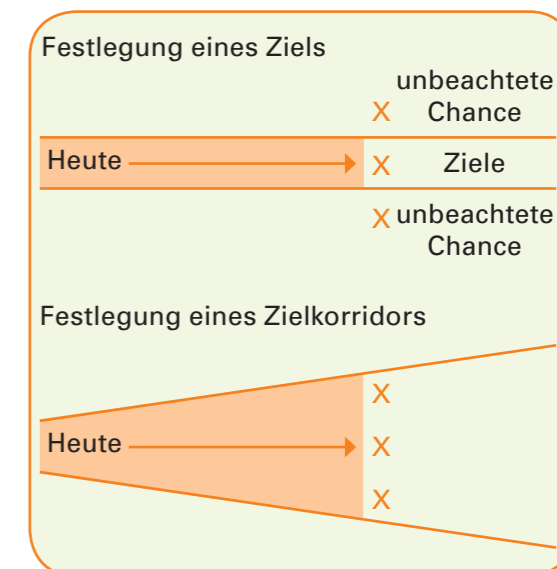 Festlegung eines Ziels
unbeachtete
X Chance
Heute X Ziele
X unbeachtete
Chance
Festlegung eines Zielkorridors
X
Heute X
X